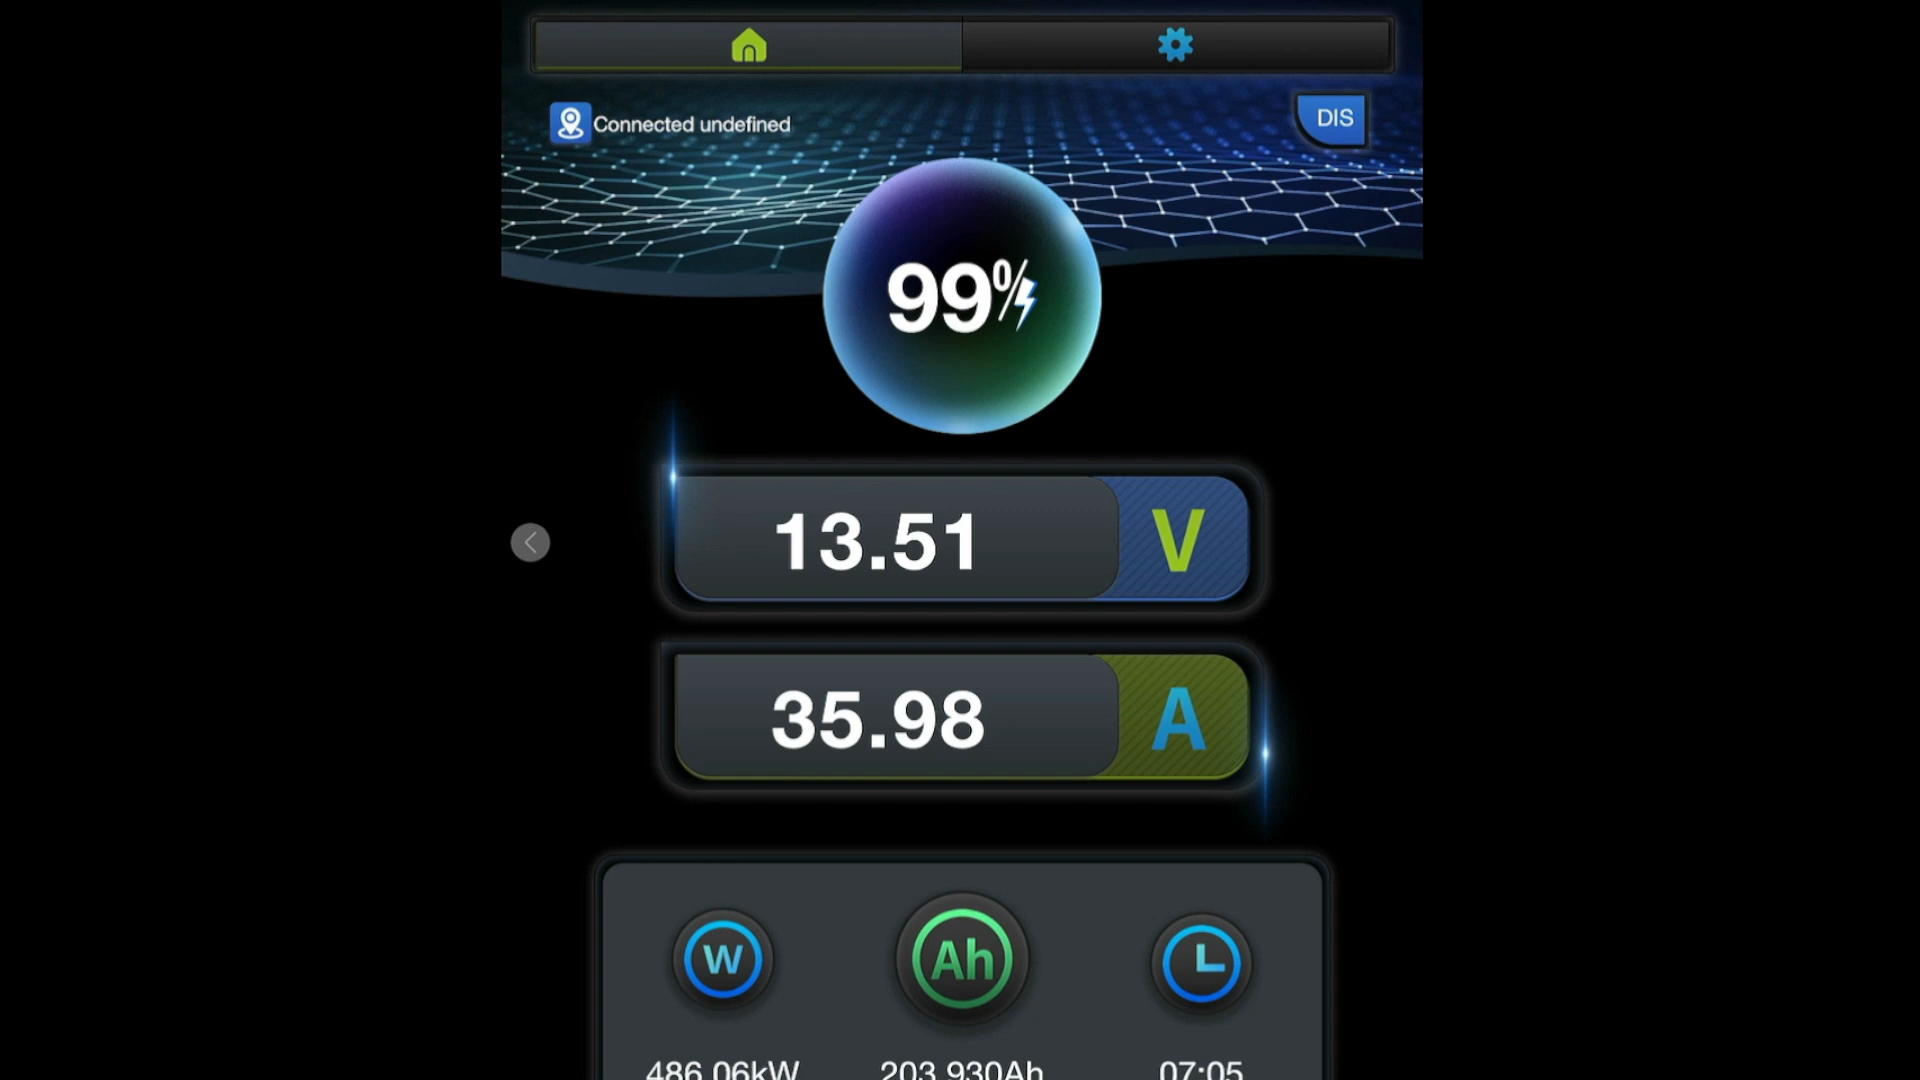 Connected undefined
DIS
99%
13.51 V
35.98 A
W Ah
486.06kW 203.930Ah 07:05